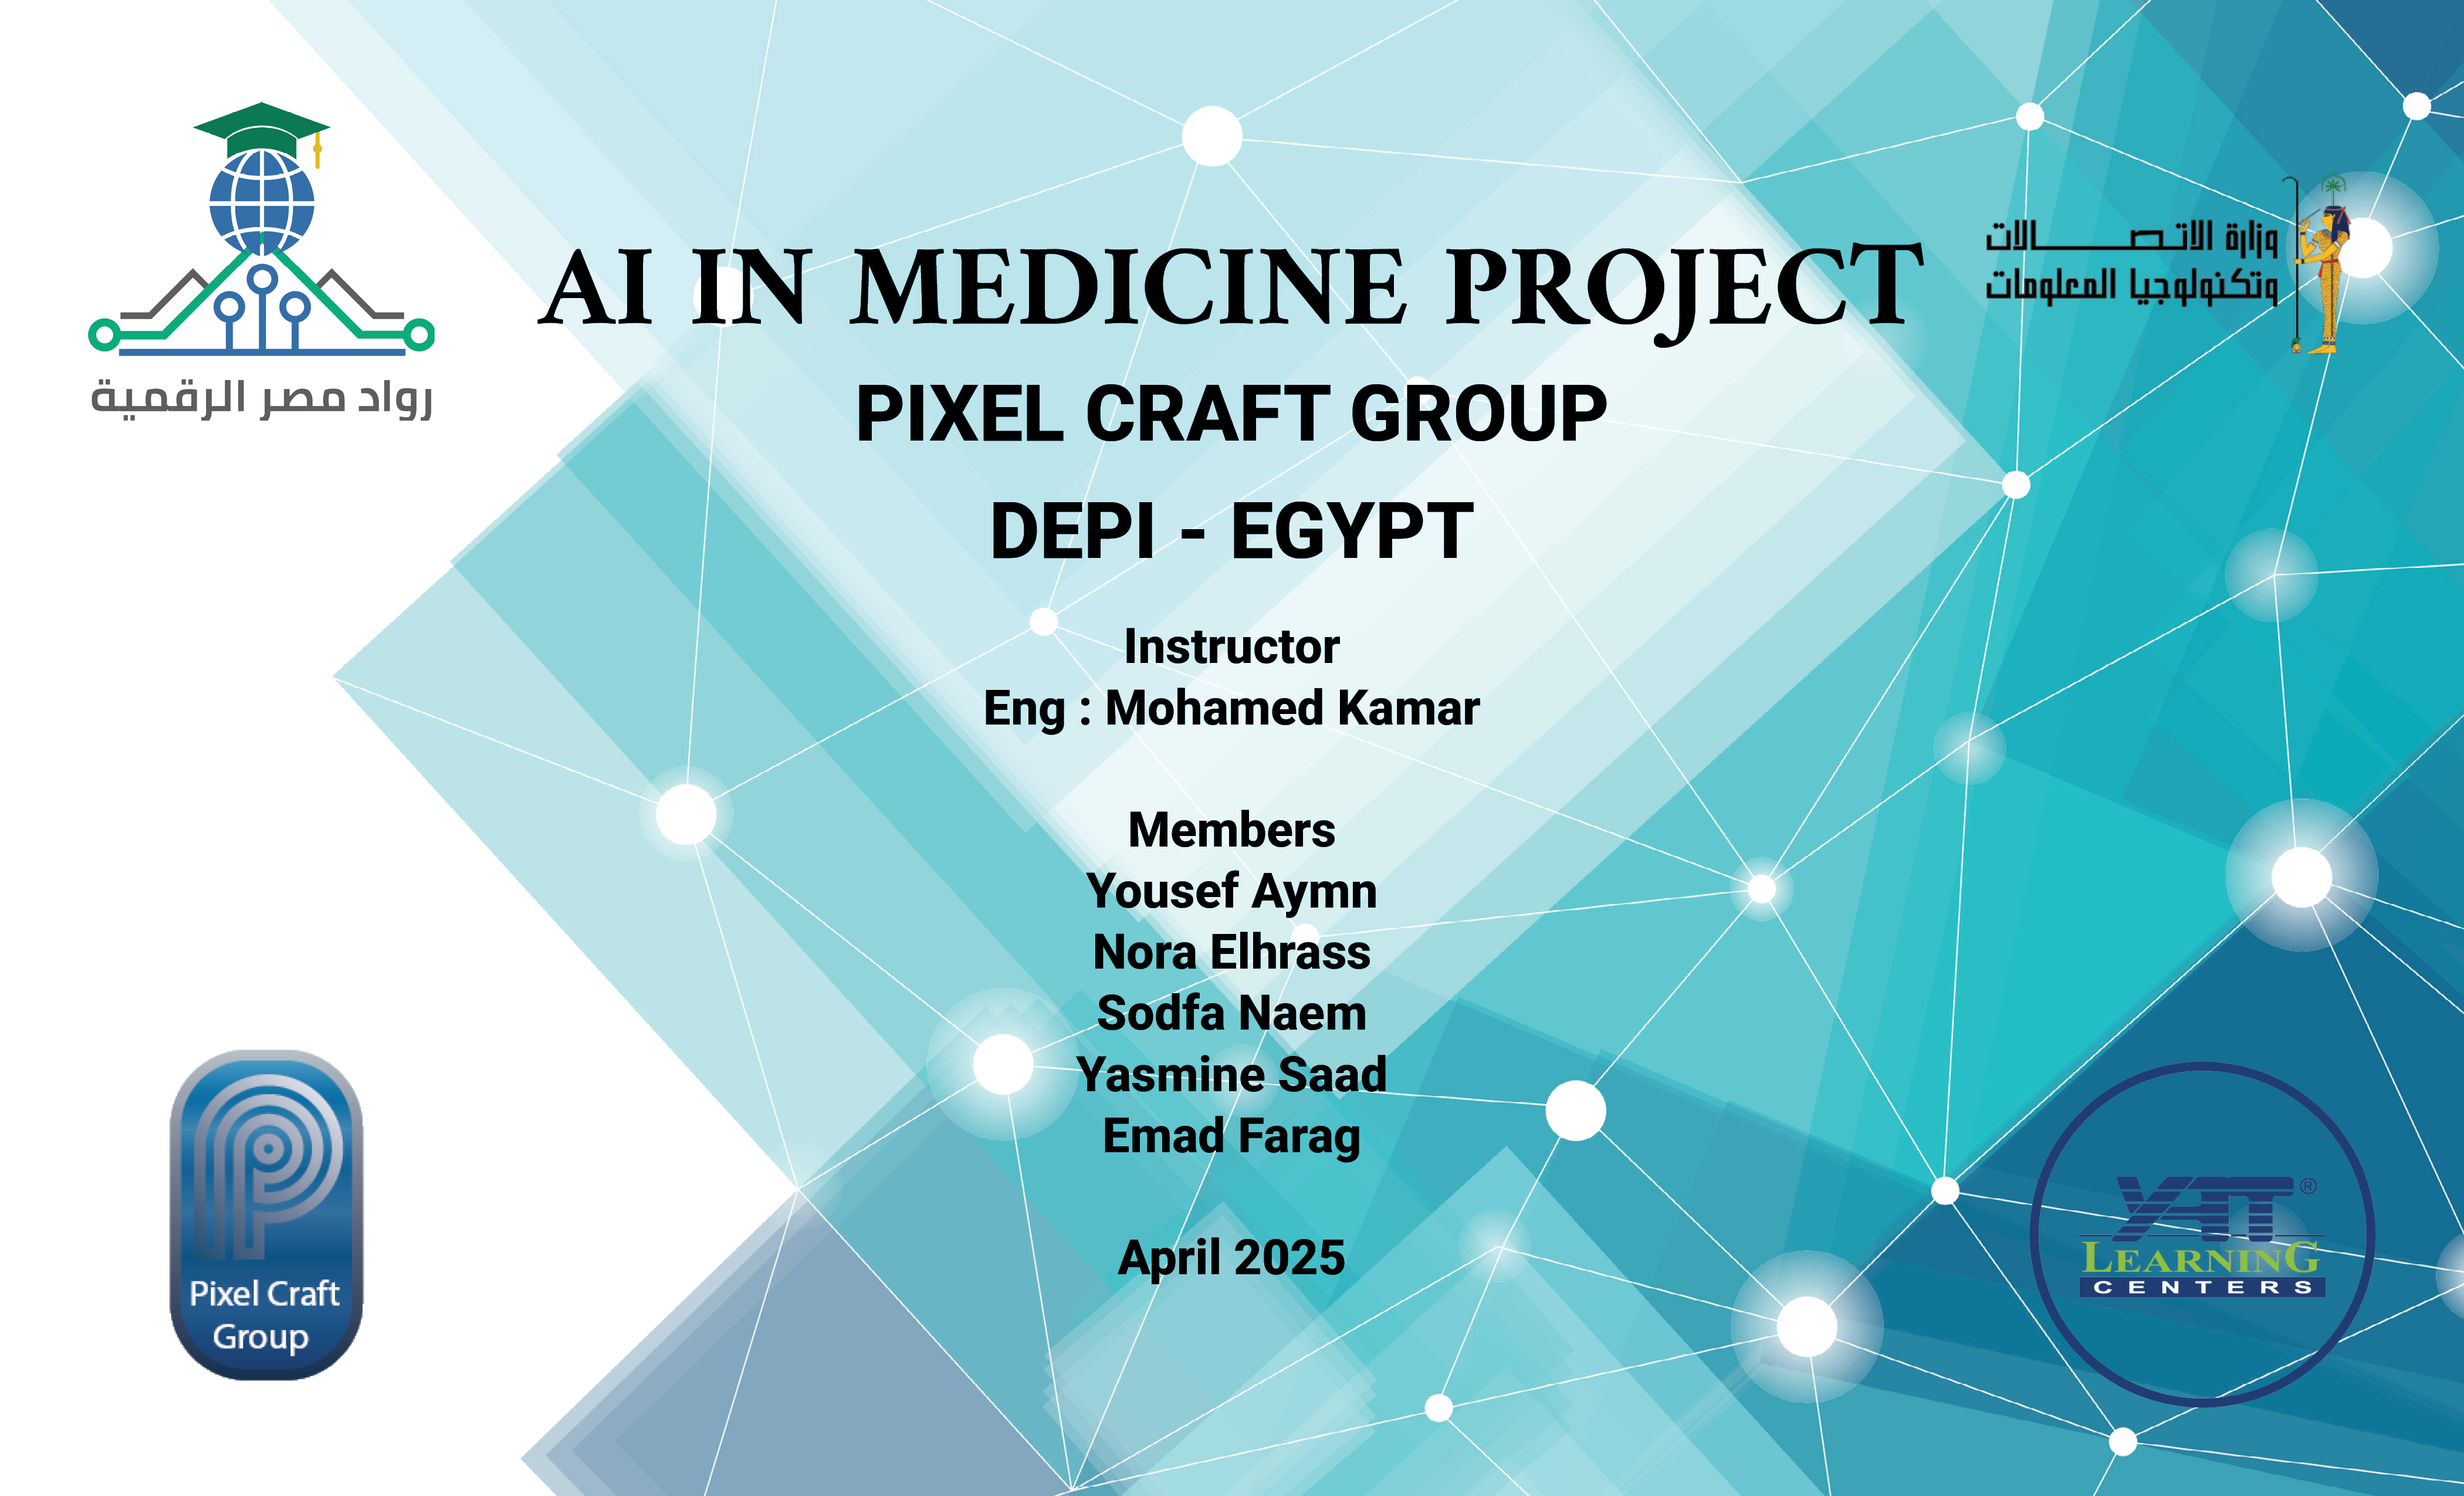 رواد مصر الرقمية
وزارة الاتصالات
وتكنولوجيا المعلومات
AI IN MEDICINE PROJECT
PIXEL CRAFT GROUP
DEPI - EGYPT
Instructor
Eng : Mohamed Kamar
Members
Yousef Aymn
Nora Elhrass
Sodfa Naem
Yasmine Saad
Emad Farag
April 2025
Pixel Craft
Group
YAT®
LEARNING
CENTERS